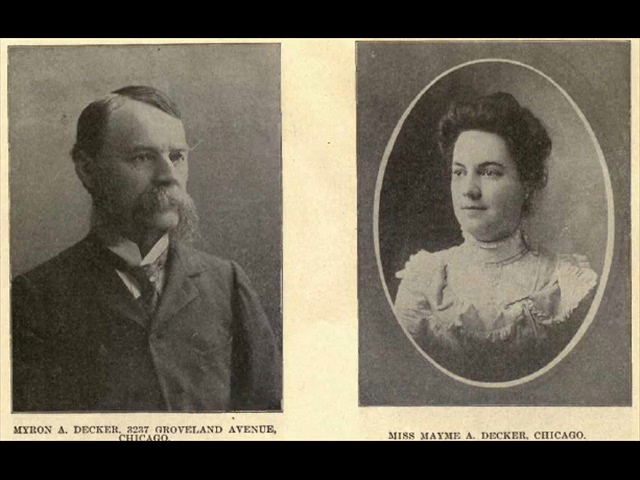 MYRON A. DECKER, 3237 GROVELAND AVENUE,
CHICAGO.
MISS MAYME A. DECKER, CHICAGO.